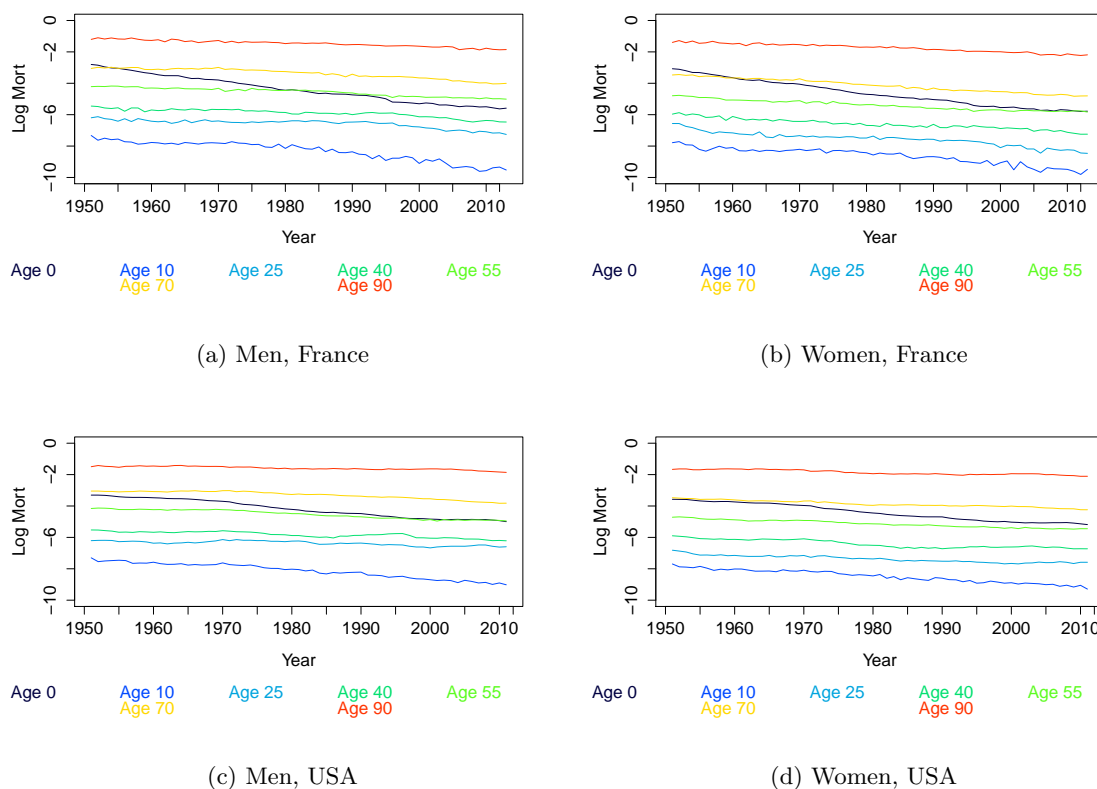 0
−2
−6
−10
Log Mort
1950 1960 1970 1980 1990 2000 2010
Year
Age 0 Age 10 Age 25 Age 40 Age 55
Age 70 Age 90
(a) Men, France
0
−2
−6
−10
Log Mort
1950 1960 1970 1980 1990 2000 2010
Year
Age 0 Age 10 Age 25 Age 40 Age 55
Age 70 Age 90
(b) Women, France
0
−2
−6
−10
Log Mort
1950 1960 1970 1980 1990 2000 2010
Year
Age 0 Age 10 Age 25 Age 40 Age 55
Age 70 Age 90
(c) Men, USA
0
−2
−6
−10
Log Mort
1950 1960 1970 1980 1990 2000 2010
Year
Age 0 Age 10 Age 25 Age 40 Age 55
Age 70 Age 90
(d) Women, USA